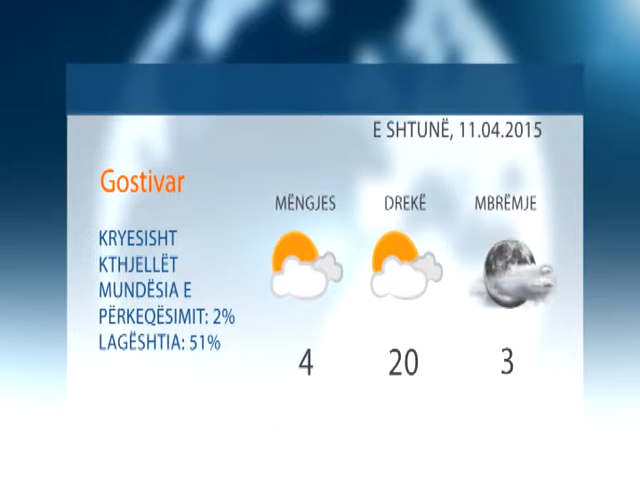 E SHTUNË, 11.04.2015
Gostivar
MËNGJES DREKË MBRËMJE
KRYESISHT
KTHJELLËT
MUNDËSIA E
PËRKEQËSIMIT: 2%
LAGËSHTIA: 51%
4 20 3